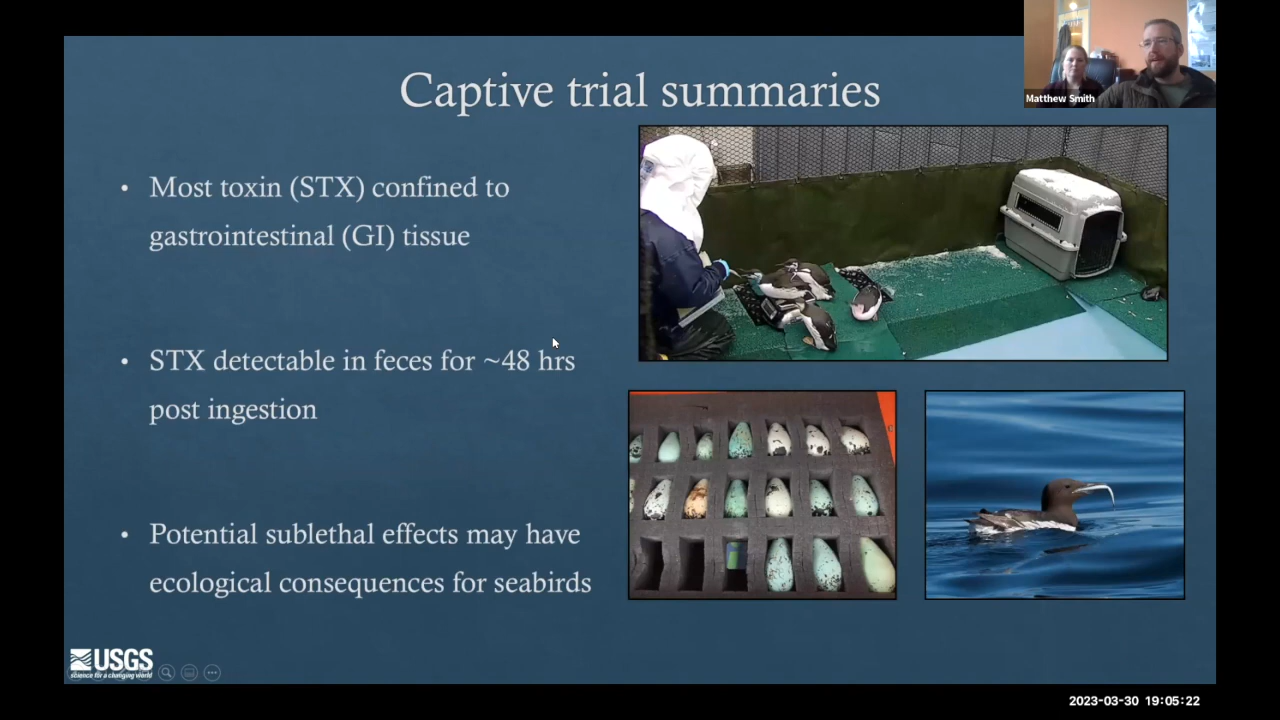 Captive trial summaries
Matthew Smith
• Most toxin (STX) confined to
gastrointestinal (GI) tissue
• STX detectable in feces for ~48 hrs
post ingestion
• Potential sublethal effects may have
ecological consequences for seabirds
USGS
science for a changing world
2023-03-30 19:05:22